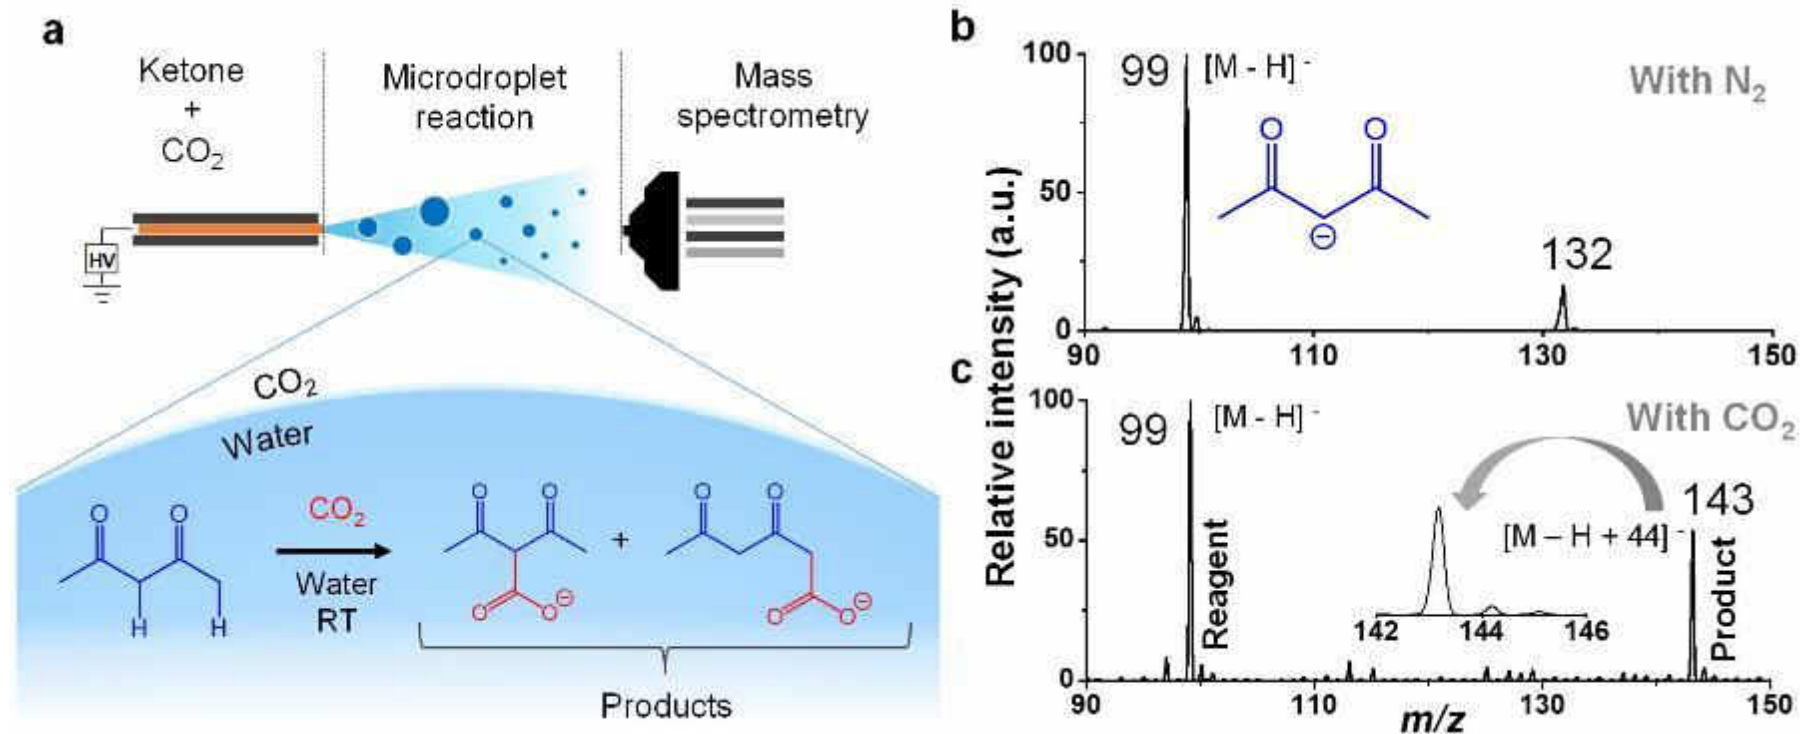 a
Ketone
+
CO2
Microdroplet
reaction
Mass
spectrometry
HV
CO2
Water
O
O
H
H
CO2
Water
RT
O
O
O
O⊖
+
O
O
O
O⊖
Products
b
With N2
99
[M - H] -
O
O
⊖
132
100
50
0
90
110
130
150
Relative intensity (a.u.)
c
With CO2
99
[M - H] -
Reagent
143
[M – H + 44] -
Product
142
144
146
100
50
0
90
110
130
150
m/z